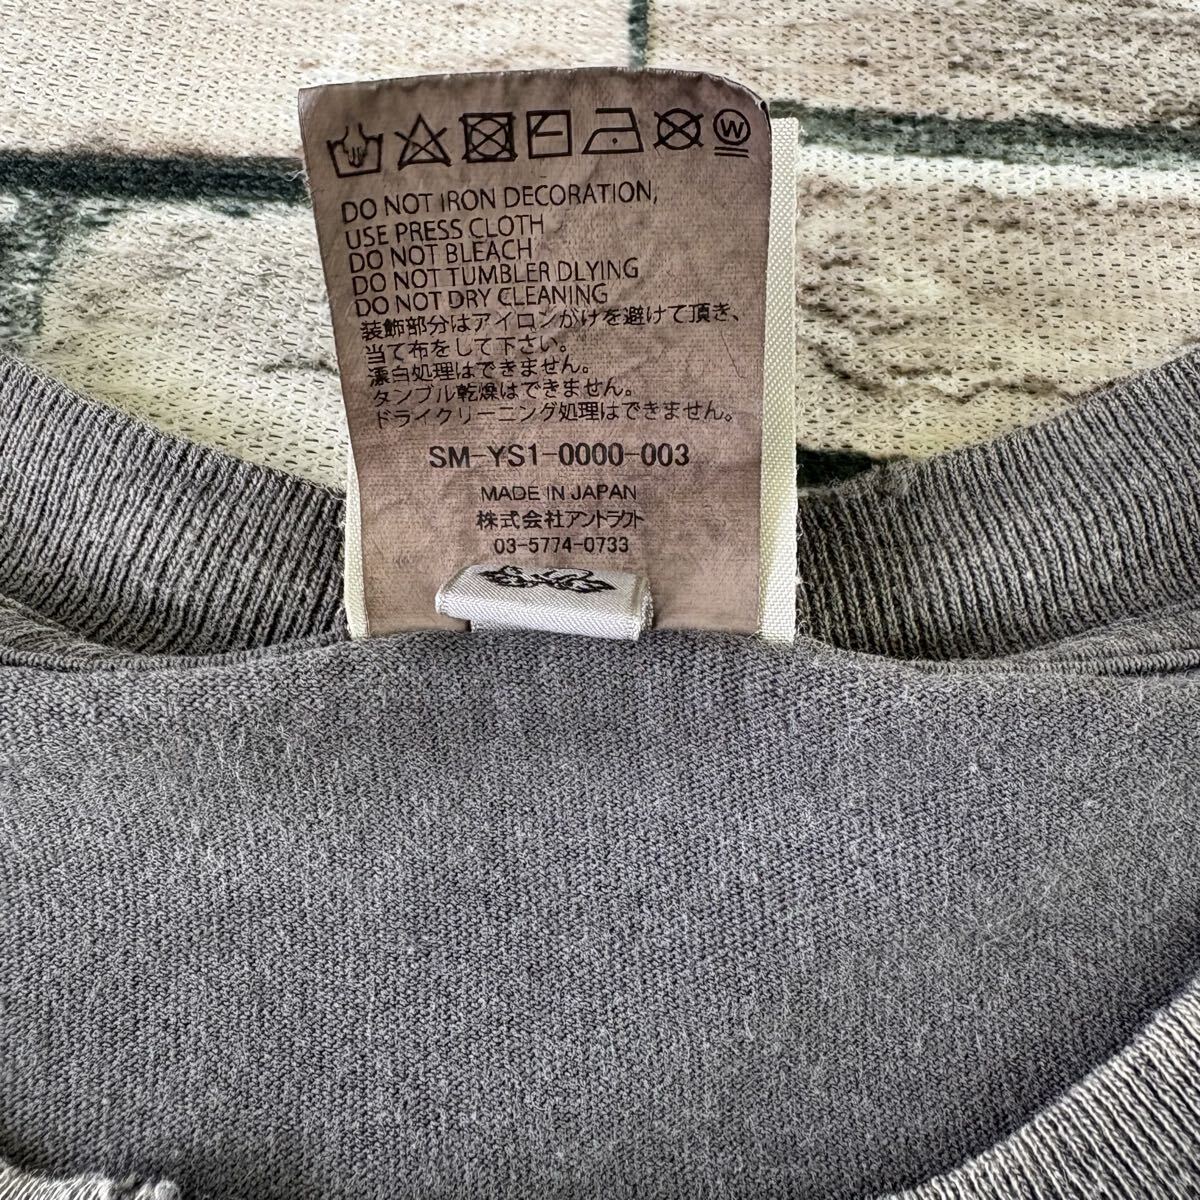 W
DO NOT IRON DECORATION,
USE PRESS CLOTH
DO NOT BLEACH
DO NOT TUMBLER DLYING
DO NOT DRY CLEANING
装飾部分はアイロンがけを避けて頂き、
当て布をして下さい。
漂白処理はできません。
タンブル乾燥はできません。
ドライクリーニング処理はできません。
SM-YS1-0000-003
MADE IN JAPAN
株式会社アントラクト
03-5774-0733